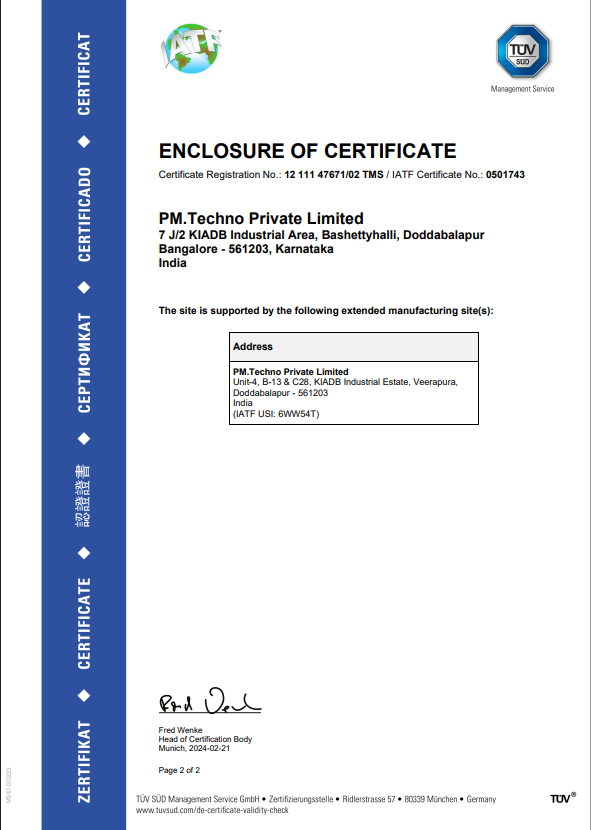 IATF
®
TÜV
SÜD
Management Service
ENCLOSURE OF CERTIFICATE
Certificate Registration No.: 12 111 47671/02 TMS / IATF Certificate No.: 0501743
PM.Techno Private Limited
7 J/2 KIADB Industrial Area, Bashettyhalli, Doddabalapur
Bangalore - 561203, Karnataka
India
The site is supported by the following extended manufacturing site(s):
Address
PM.Techno Private Limited
Unit-4, B-13 & C28, KIADB Industrial Estate, Veerapura,
Doddabalapur - 561203
India
(IATF USI: 6WW54T)
Fred Wenke
Head of Certification Body
Munich, 2024-02-21
Page 2 of 2
TÜV SÜD Management Service GmbH • Zertifizierungsstelle • Ridlerstrasse 57 • 80339 München • Germany
www.tuvsud.com/de-certificate-validity-check
TÜV®
ZERTIFIKAT ◆ CERTIFICATE ◆ 認證證書 ◆ СЕРТИФИКАТ ◆ CERTIFICADO ◆ CERTIFICAT